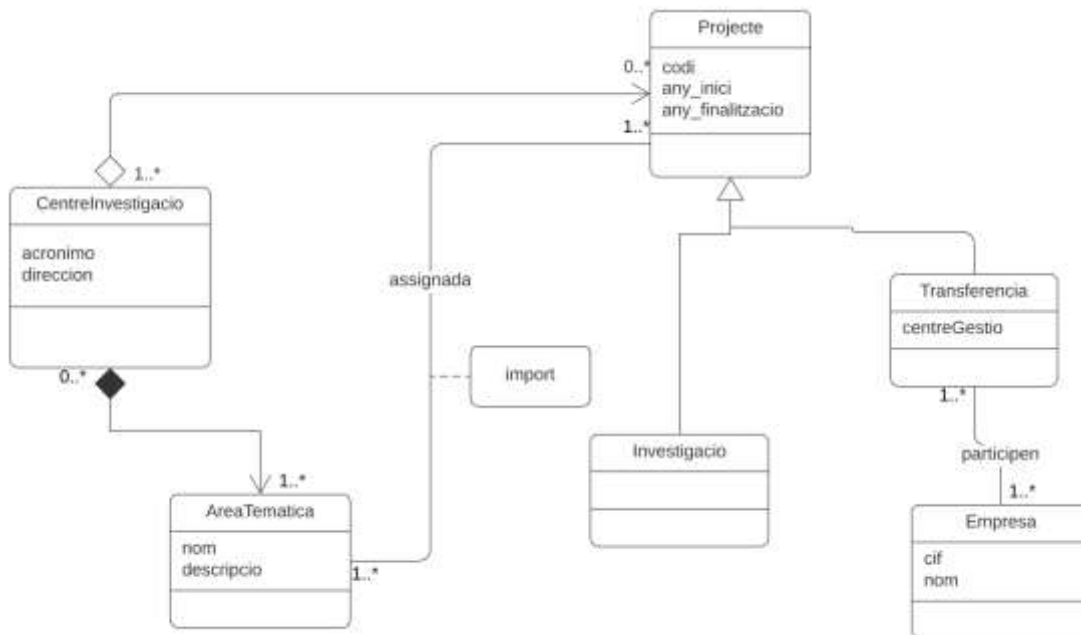 Projecte
codi
any_inici
any_finalitzacio
0..*
1..*
1..*
CentreInvestigacio
acronimo
direccion
0..*
assignada
import
Transferencia
centreGestio
1..*
participen
1..*
Investigacio
1..*
AreaTematica
nom
descripcio
1..*
Empresa
cif
nom